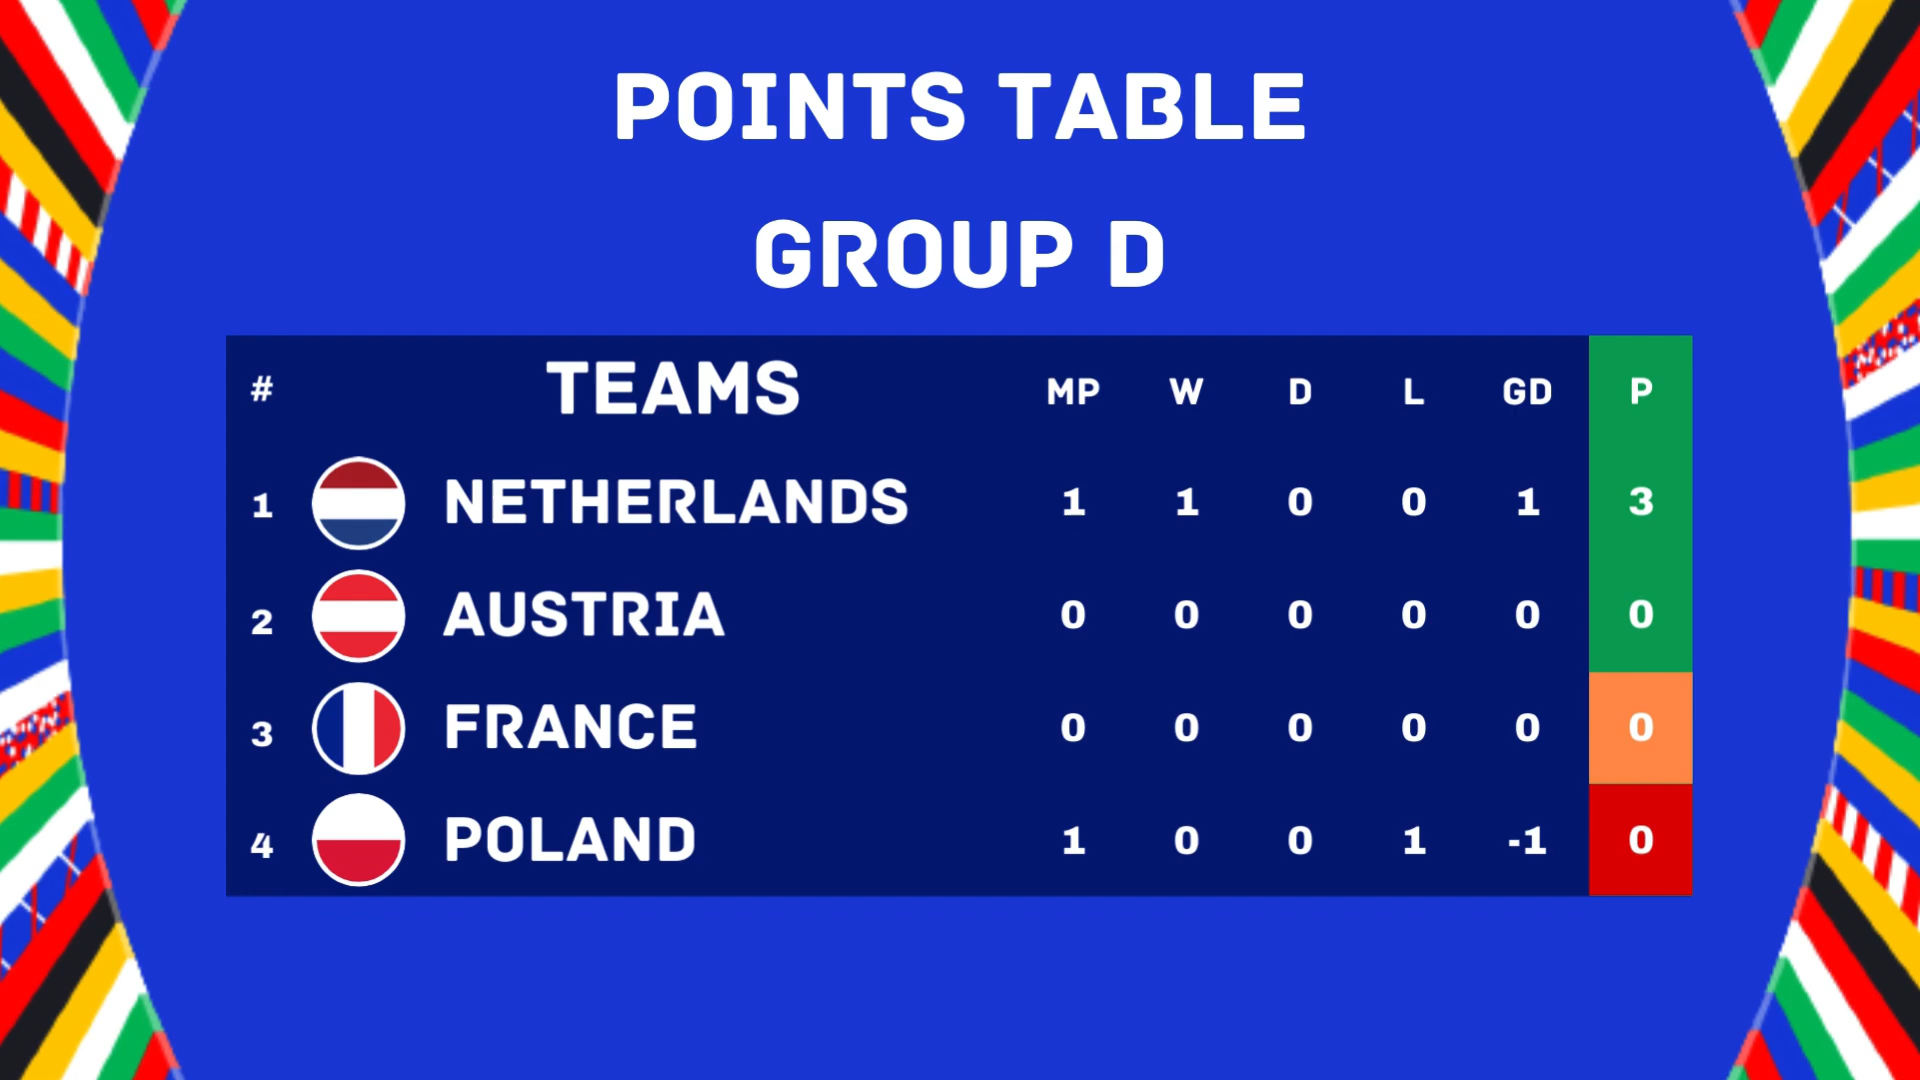 POINTS TABLE
GROUP D
# TEAMS MP W D L GD P
1 NETHERLANDS 1 1 0 0 1 3
2 AUSTRIA 0 0 0 0 0 0
3 FRANCE 0 0 0 0 0 0
4 POLAND 1 0 0 1 -1 0